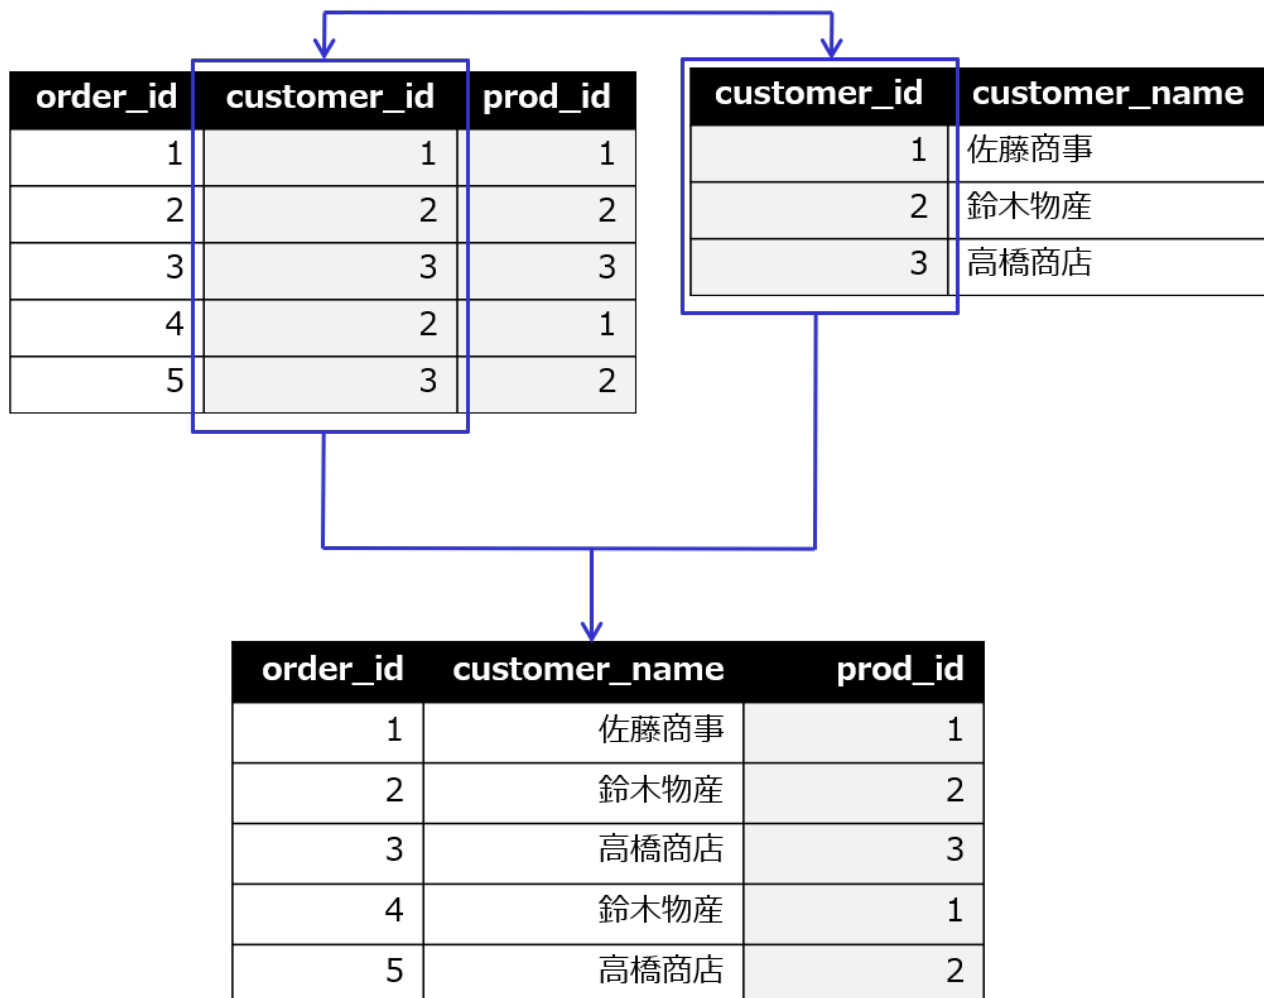 order_id customer_id prod_id
1 1 1
2 2 2
3 3 3
4 2 1
5 3 2
customer_id customer_name
1 佐藤商事
2 鈴木物産
3 高橋商店
order_id customer_name prod_id
1 佐藤商事 1
2 鈴木物産 2
3 高橋商店 3
4 鈴木物産 1
5 高橋商店 2